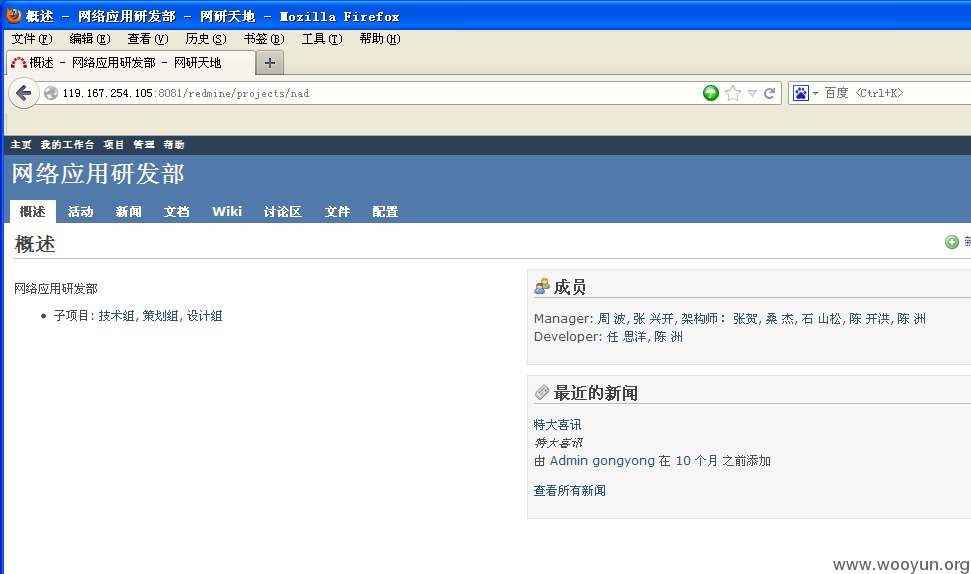 概述 - 网络应用研发部 - 网研天地 - Mozilla Firefox
文件(F) 编辑(E) 查看(V) 历史(S) 书签(B) 工具(T) 帮助(H)
概述 - 网络应用研发部 - 网研天地
119.167.254.105:8081/redmine/projects/nad 百度 <Ctrl+K>
主页 我的工作台 项目 管理 帮助
网络应用研发部
概述 活动 新闻 文档 Wiki 讨论区 文件 配置
概述
网络应用研发部
• 子项目: 技术组, 策划组, 设计组
成员
Manager: 周 波, 张 兴开, 架构师: 张贺, 桑 杰, 石 山松, 陈 开洪, 陈 洲
Developer: 任 思洋, 陈 洲
最近的新闻
特大喜讯
特大喜讯
由 Admin gongyong 在 10 个月 之前添加
查看所有新闻
www.wooyun.org